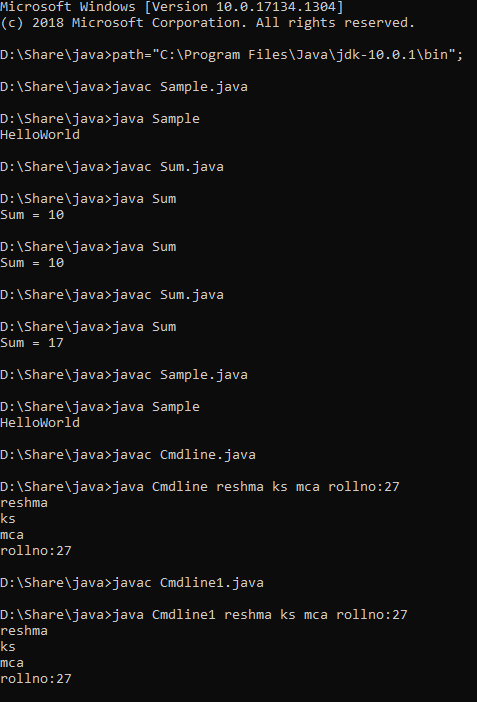 Microsoft Windows [Version 10.0.17134.1304]
(c) 2018 Microsoft Corporation. All rights reserved.
D:\Share\java>path="C:\Program Files\Java\jdk-10.0.1\bin";
D:\Share\java>javac Sample.java
D:\Share\java>java Sample
HelloWorld
D:\Share\java>javac Sum.java
D:\Share\java>java Sum
Sum = 10
D:\Share\java>java Sum
Sum = 10
D:\Share\java>javac Sum.java
D:\Share\java>java Sum
Sum = 17
D:\Share\java>javac Sample.java
D:\Share\java>java Sample
HelloWorld
D:\Share\java>javac Cmdline.java
D:\Share\java>java Cmdline reshma ks mca rollno:27
reshma
ks
mca
rollno:27
D:\Share\java>javac Cmdline1.java
D:\Share\java>java Cmdline1 reshma ks mca rollno:27
reshma
ks
mca
rollno:27